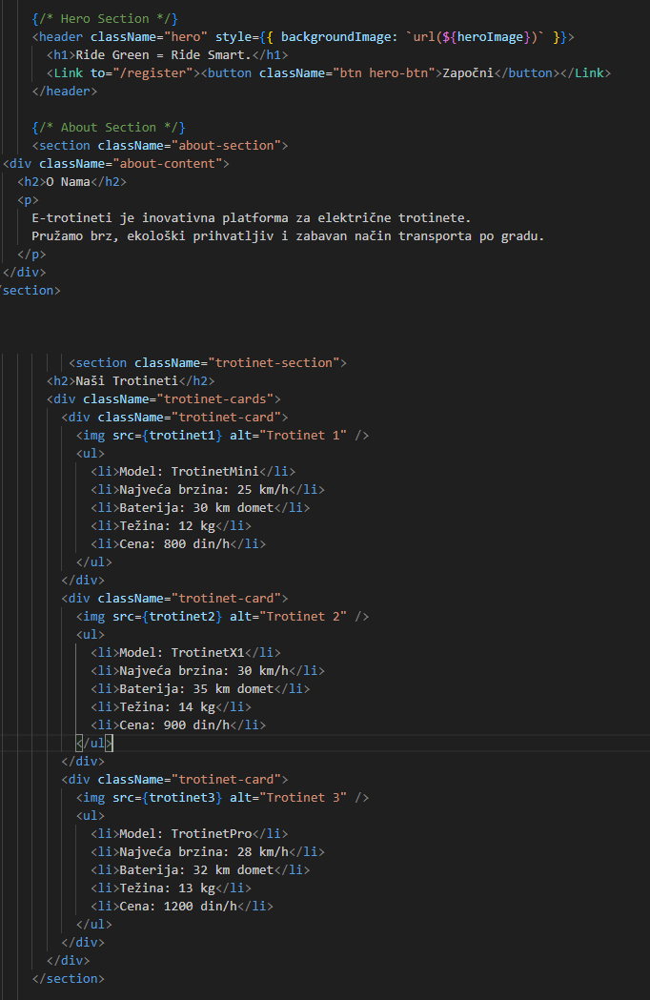 {/* Hero Section */}
<header className="hero" style={{ backgroundImage: `url(${heroImage})` }}>
<h1>Ride Green = Ride Smart.</h1>
<Link to="/register"><button className="btn hero-btn">Započni</button></Link>
</header>
{/* About Section */}
<section className="about-section">
<div className="about-content">
<h2>O Nama</h2>
<p>
E-trotineti je inovativna platforma za električne trotinete.
Pružamo brz, ekološki prihvatljiv i zabavan način transporta po gradu.
</p>
</div>
/section>
<section className="trotinet-section">
<h2>Naši Trotineti</h2>
<div className="trotinet-cards">
<div className="trotinet-card">
<img src={trotinet1} alt="Trotinet 1" />
<ul>
<li>Model: TrotinetMini</li>
<li>Najveća brzina: 25 km/h</li>
<li>Baterija: 30 km domet</li>
<li>Težina: 12 kg</li>
<li>Cena: 800 din/h</li>
</ul>
</div>
<div className="trotinet-card">
<img src={trotinet2} alt="Trotinet 2" />
<ul>
<li>Model: TrotinetX1</li>
<li>Najveća brzina: 30 km/h</li>
<li>Baterija: 35 km domet</li>
<li>Težina: 14 kg</li>
<li>Cena: 900 din/h</li>
</ul>
</div>
<div className="trotinet-card">
<img src={trotinet3} alt="Trotinet 3" />
<ul>
<li>Model: TrotinetPro</li>
<li>Najveća brzina: 28 km/h</li>
<li>Baterija: 32 km domet</li>
<li>Težina: 13 kg</li>
<li>Cena: 1200 din/h</li>
</ul>
</div>
</div>
</section>